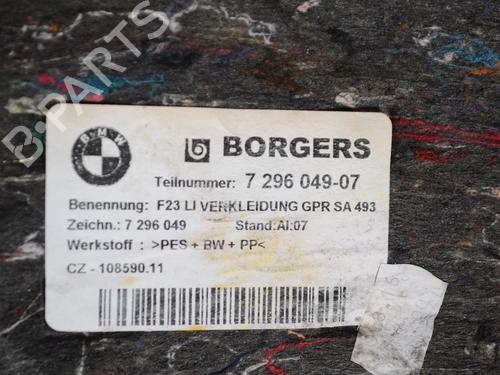 B-PARTS
BMW
BORGERS
Teilnummer: 7 296 049-07
Benennung: F23 LI VERKLEIDUNG GPR SA 493
Zeichn.: 7 296 049 Stand:AI:07
Werkstoff : >PES + BW + PP<
CZ - 108590.11